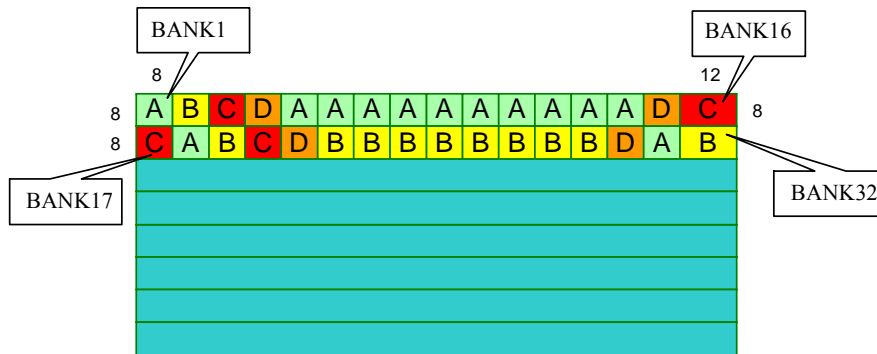 BANK1
BANK16
8 12
8 A B C D A A A A A A A A A A D C 8
8 C A B C D B B B B B B B B D A B
BANK17
BANK32